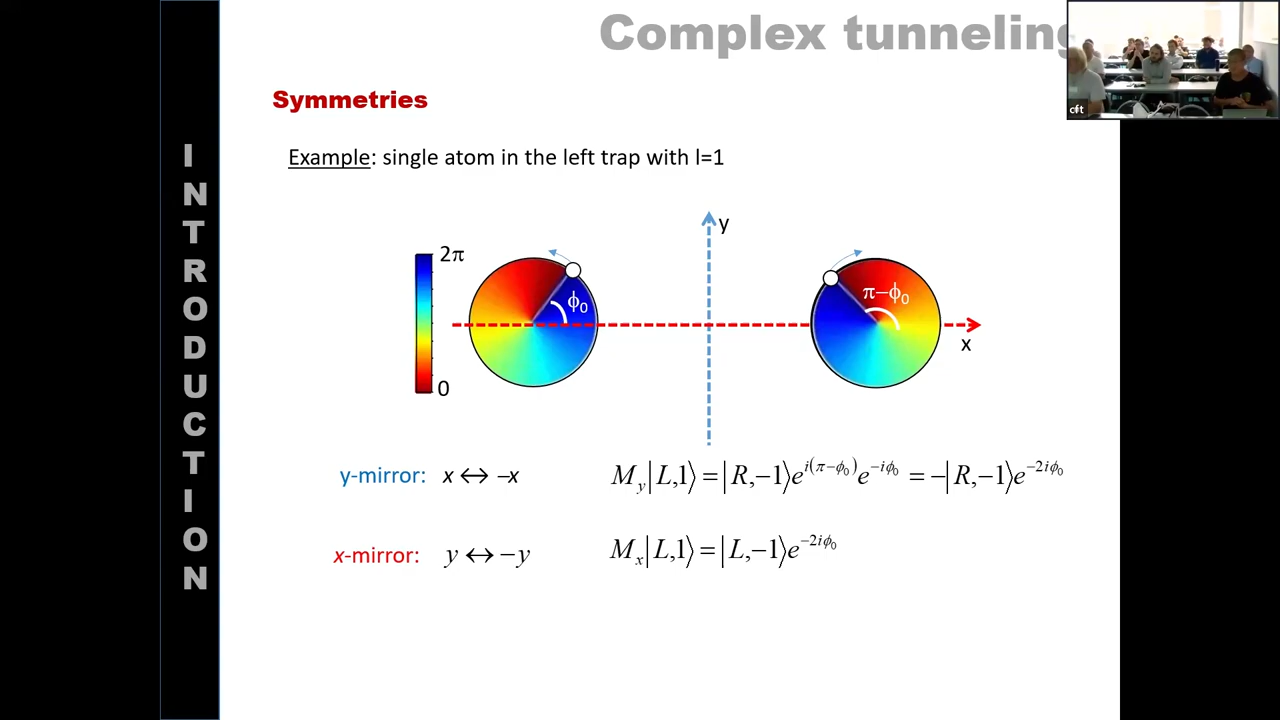 Complex tunneling
cft
Symmetries
INTRODUCTION
Example: single atom in the left trap with l=1
y
2π
ϕ₀
π−ϕ₀
x
0
y-mirror: x ↔ −x M_y|L,1⟩ = |R,−1⟩e^{i(π−ϕ₀)}e^{−iϕ₀} = −|R,−1⟩e^{−2iϕ₀}
x-mirror: y ↔ −y M_x|L,1⟩ = |L,−1⟩e^{−2iϕ₀}